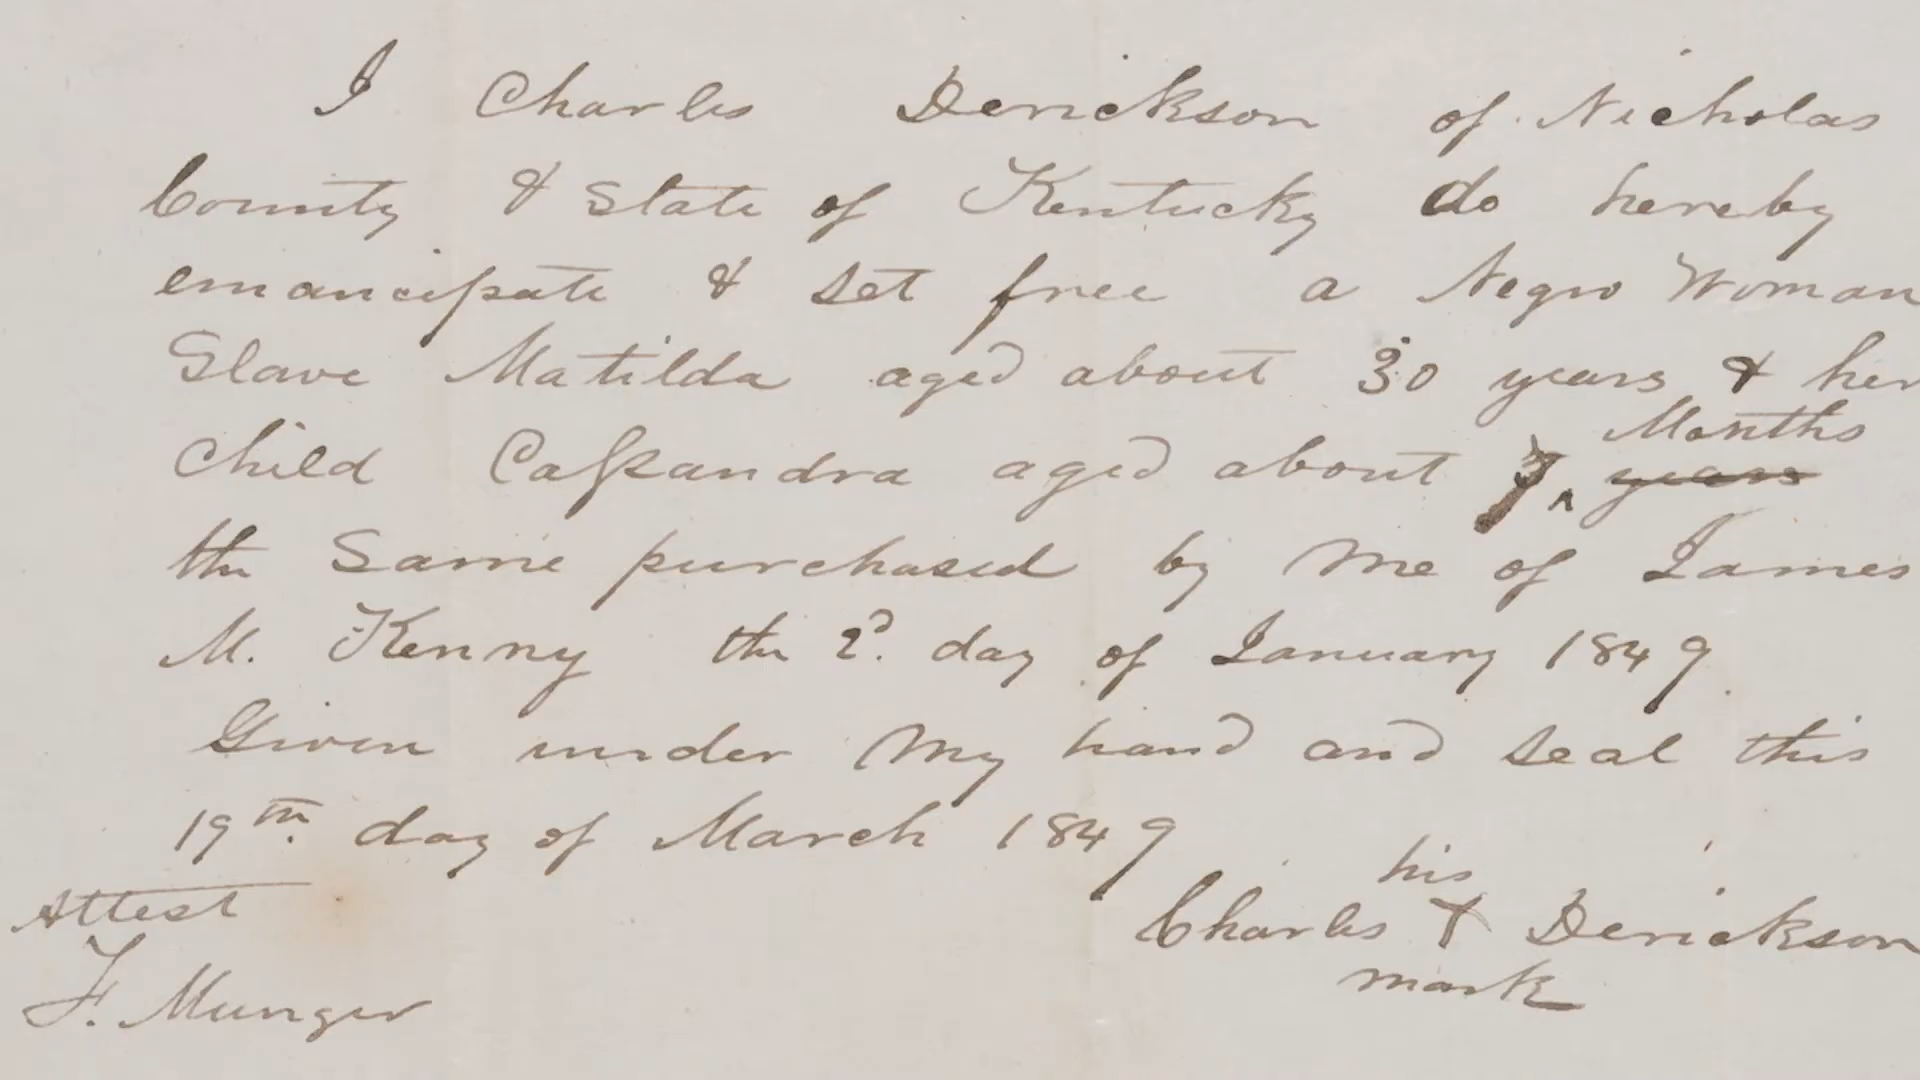 I Charles Derickson of Nicholas
County & State of Kentucky do hereby
emancipate & set free a Negro Woman
Slave Matilda aged about 30 years & her
Months
Child Cassandra aged about ^ years
the Same purchased by Me of James
M. Kenny the 2d. day of January 1849.
Given under My hand and seal this
19th. day of March 1849
his
Attest Charles + Derickson
mark
F. Munger